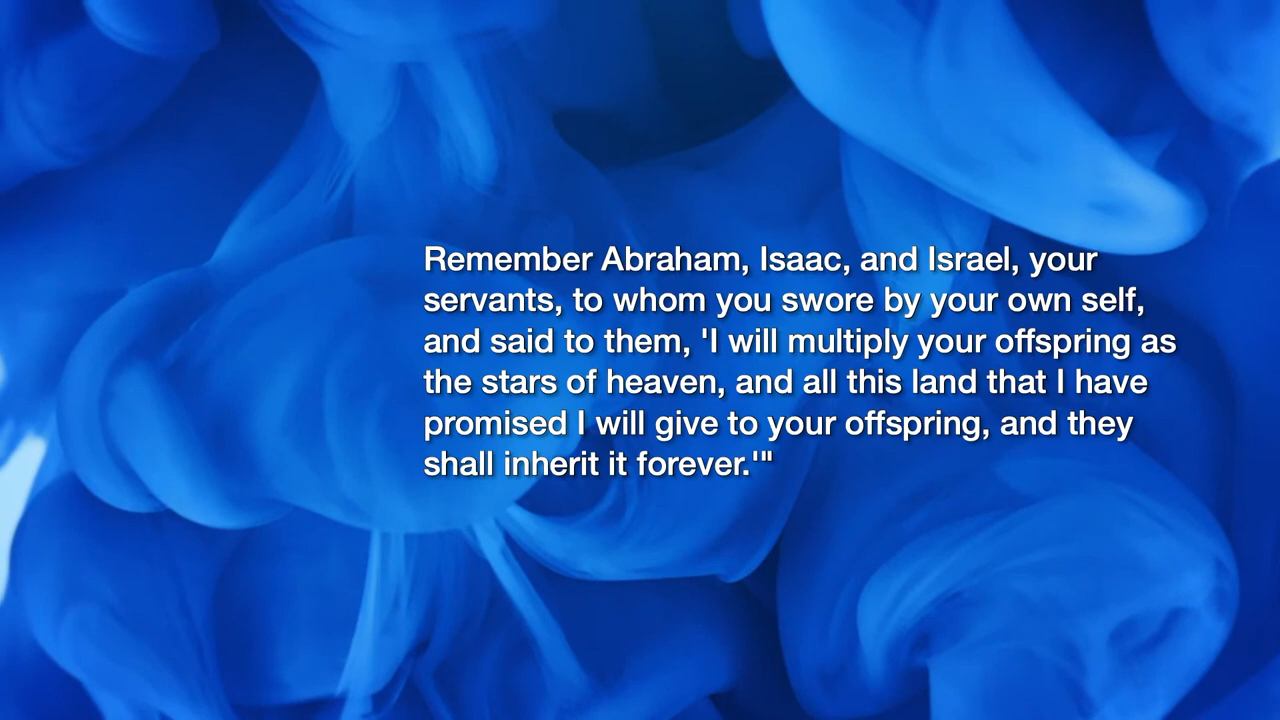 Remember Abraham, Isaac, and Israel, your
servants, to whom you swore by your own self,
and said to them, 'I will multiply your offspring as
the stars of heaven, and all this land that I have
promised I will give to your offspring, and they
shall inherit it forever.'"